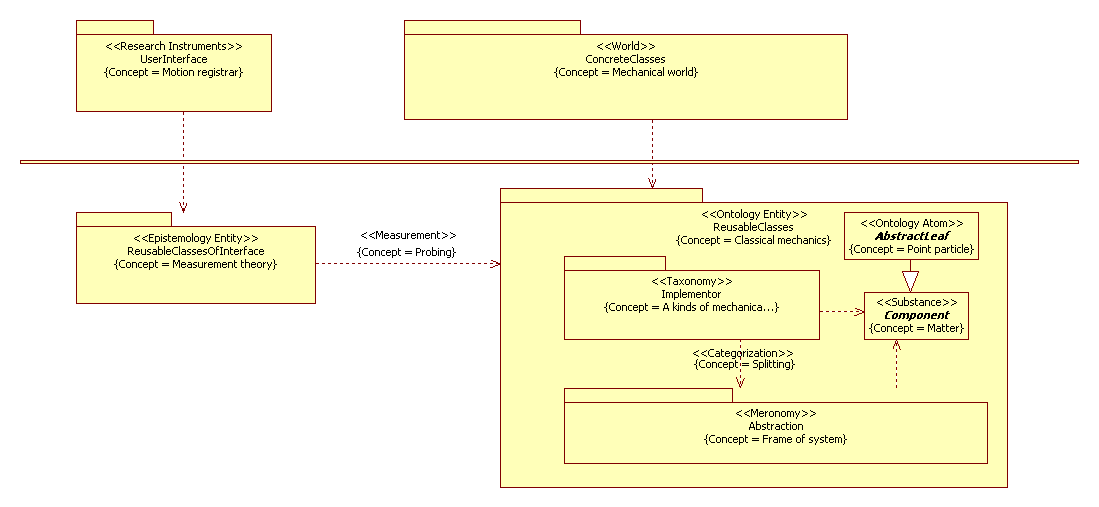 <<Research Instruments>>
UserInterface
{Concept = Motion registrar}
<<World>>
ConcreteClasses
{Concept = Mechanical world}
<<Epistemology Entity>>
ReusableClassesOfInterface
{Concept = Measurement theory}
<<Measurement>>
{Concept = Probing}
<<Ontology Entity>>
ReusableClasses
{Concept = Classical mechanics}
<<Ontology Atom>>
AbstractLeaf
{Concept = Point particle}
<<Taxonomy>>
Implementor
{Concept = A kinds of mechanica...}
<<Substance>>
Component
{Concept = Matter}
<<Categorization>>
{Concept = Splitting}
<<Meronomy>>
Abstraction
{Concept = Frame of system}